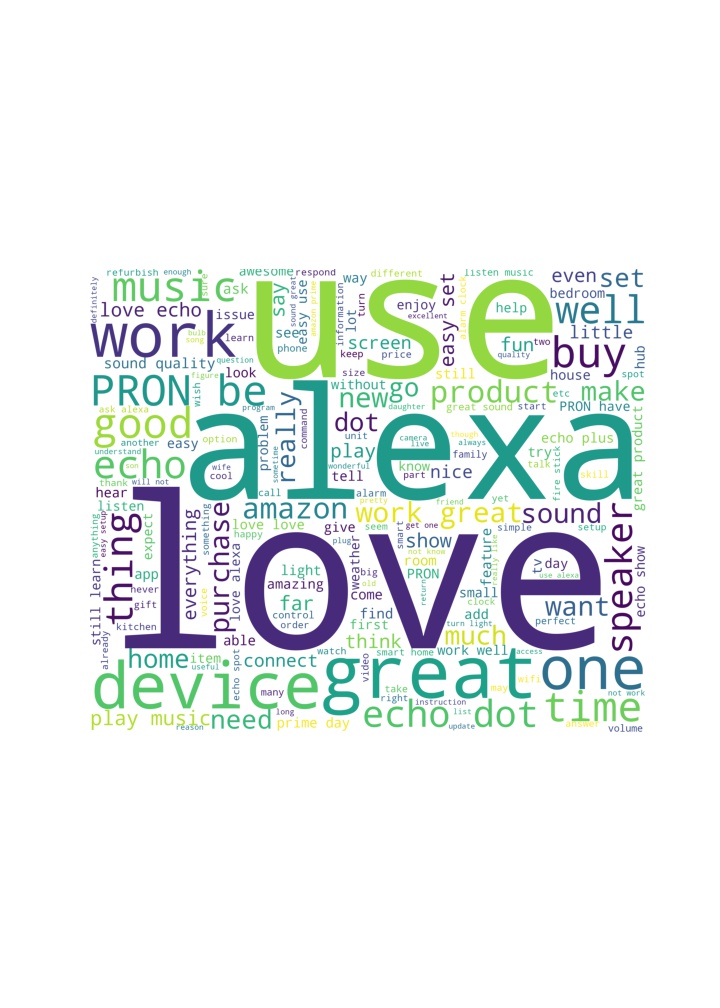 refurbish
enough
awesome
respond
different
listen music
definitely
music
sure
ask
say
sound great
easy use
amazon prime
information
way
use
easy set
alarm clock
even
set
bedroom
love echo
issue
see
lot
enjoy
help
well
work
bulb
song
learn
phone
turn
keep
price
screen
excellent
fun
two
quality
little
buy
hub
sound quality
question
look
size
still
house
spot
PRON be
figure
wish
without
new
go
product
etc
make
ask alexa
program
daughter
great sound
start
PRON have
good
option
really
command
dot
alexa
another
easy
problem
unit
camera
live
though
always
echo plus
great product
understand
son
wife
cool
play
wonderful
know
family
try
talk
echo
sometime
tell
part
nice
fire stick
skill
thank
will not
call
alarm
hear
pretty
friend
yet
listen
amazon
work great
sound
love
thing
anything
easy setup
expect
everything
something
purchase
love love
happy
give
seem
smart
get one
simple
setup
speaker
echo show
still learn
app
voice
love alexa
light
weather
show
not know
room
really like
feature
tv
day
use alexa
never
amazing
big
old
PRON
small
clock
gift
far
plug
come
return
add
perfect
want
already
kitchen
control
order
find
turn light
able
first
think
much
home
item
useful
connect
watch
smart home
work well
access
device
echo spot
many
video
great
take
right
may
wifi
one
not work
long
instruction
play music
need
prime day
echo dot
list
time
reason
update
answer
volume